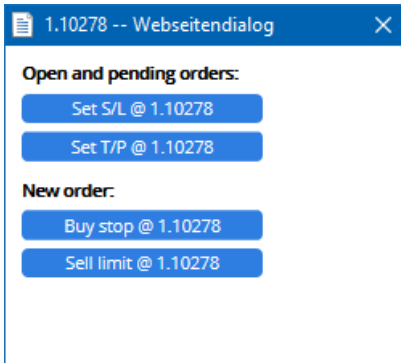 1.10278 -- Webseitendialog
Open and pending orders:
Set S/L @ 1.10278
Set T/P @ 1.10278
New order:
Buy stop @ 1.10278
Sell limit @ 1.10278